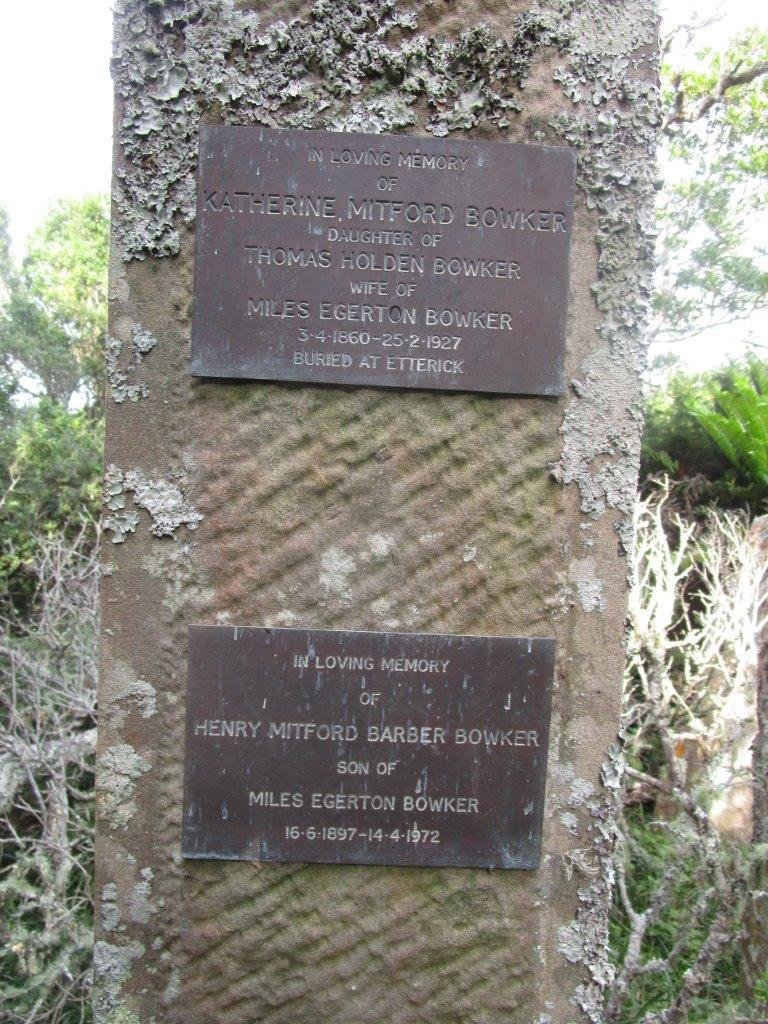 IN LOVING MEMORY
OF
KATHERINE MITFORD BOWKER
DAUGHTER OF
THOMAS HOLDEN BOWKER
WIFE OF
MILES EGERTON BOWKER
3·4·1860-25·2·1927
BURIED AT ETTERICK
IN LOVING MEMORY
OF
HENRY MITFORD BARBER BOWKER
SON OF
MILES EGERTON BOWKER
16·6·1897-14·4·1972